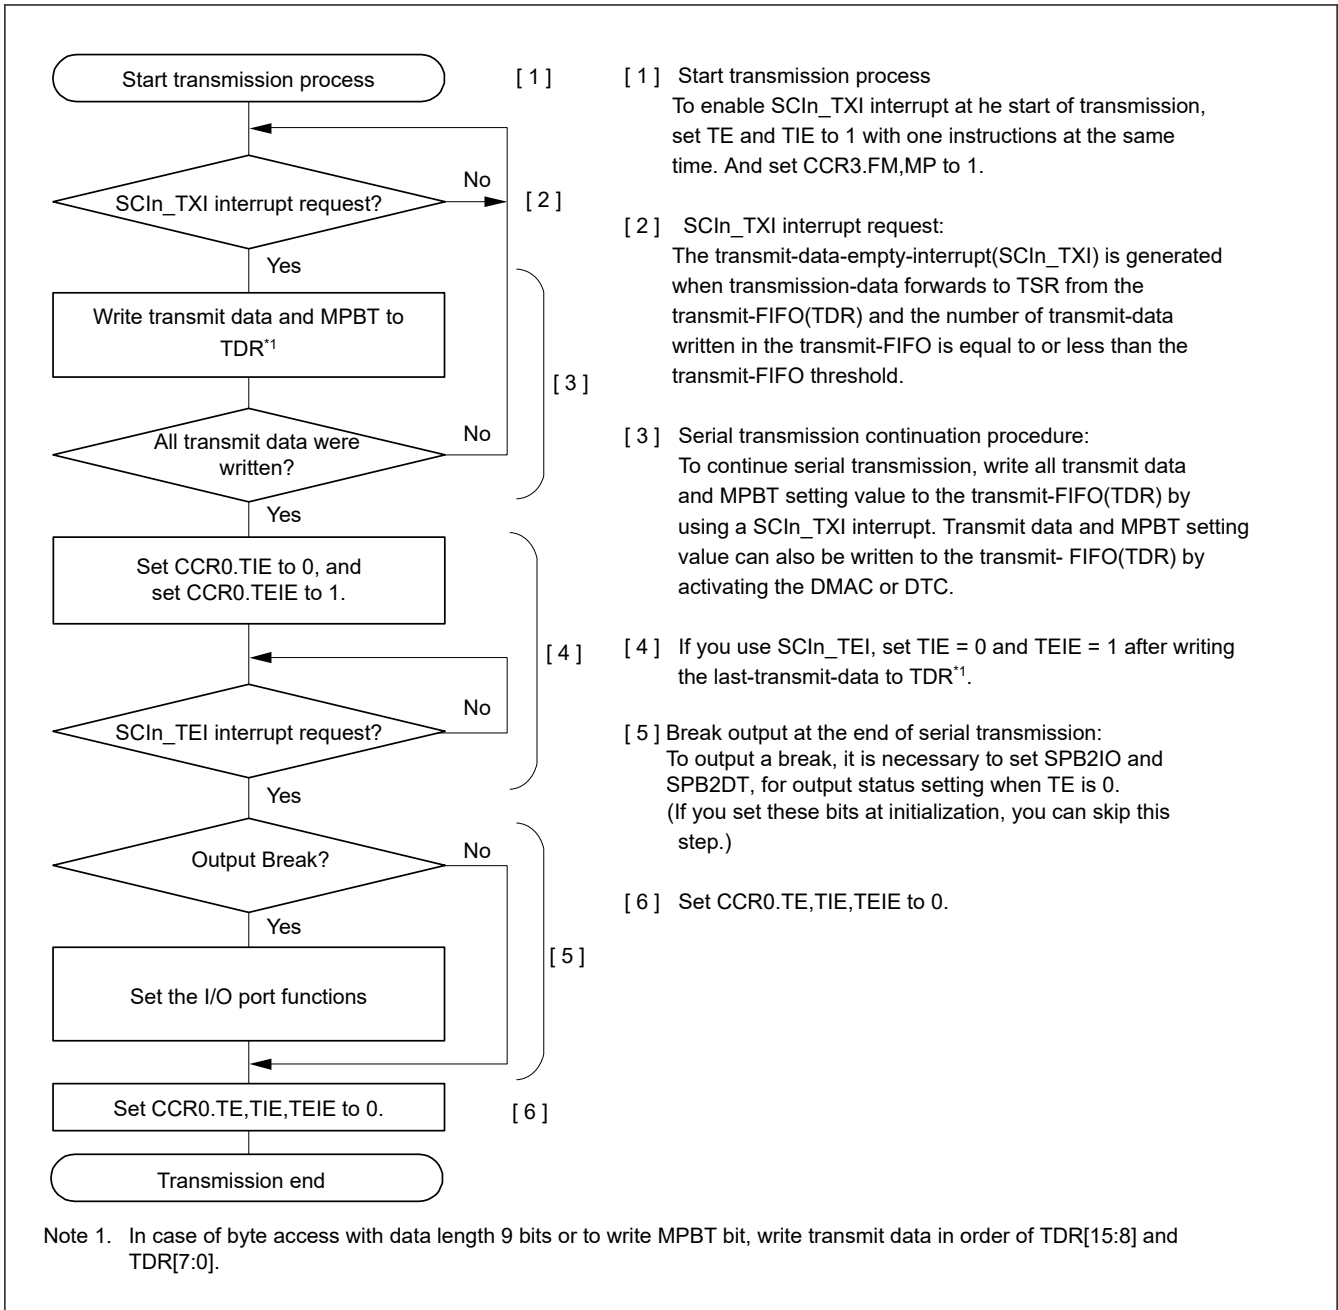 Start transmission process
[ 1 ]
SCIn_TXI interrupt request?
No
[ 2 ]
Yes
Write transmit data and MPBT to
TDR*1
[ 3 ]
All transmit data were
written?
No
Yes
Set CCR0.TIE to 0, and
set CCR0.TEIE to 1.
[ 4 ]
SCIn_TEI interrupt request?
No
Yes
Output Break?
No
Yes
[ 5 ]
Set the I/O port functions
Set CCR0.TE,TIE,TEIE to 0.
[ 6 ]
Transmission end
[ 1 ] Start transmission process
To enable SCIn_TXI interrupt at he start of transmission,
set TE and TIE to 1 with one instructions at the same
time. And set CCR3.FM,MP to 1.
[ 2 ] SCIn_TXI interrupt request:
The transmit-data-empty-interrupt(SCIn_TXI) is generated
when transmission-data forwards to TSR from the
transmit-FIFO(TDR) and the number of transmit-data
written in the transmit-FIFO is equal to or less than the
transmit-FIFO threshold.
[ 3 ] Serial transmission continuation procedure:
To continue serial transmission, write all transmit data
and MPBT setting value to the transmit-FIFO(TDR) by
using a SCIn_TXI interrupt. Transmit data and MPBT setting
value can also be written to the transmit- FIFO(TDR) by
activating the DMAC or DTC.
[ 4 ] If you use SCIn_TEI, set TIE = 0 and TEIE = 1 after writing
the last-transmit-data to TDR*1.
[ 5 ] Break output at the end of serial transmission:
To output a break, it is necessary to set SPB2IO and
SPB2DT, for output status setting when TE is 0.
(If you set these bits at initialization, you can skip this
step.)
[ 6 ] Set CCR0.TE,TIE,TEIE to 0.
Note 1. In case of byte access with data length 9 bits or to write MPBT bit, write transmit data in order of TDR[15:8] and
TDR[7:0].